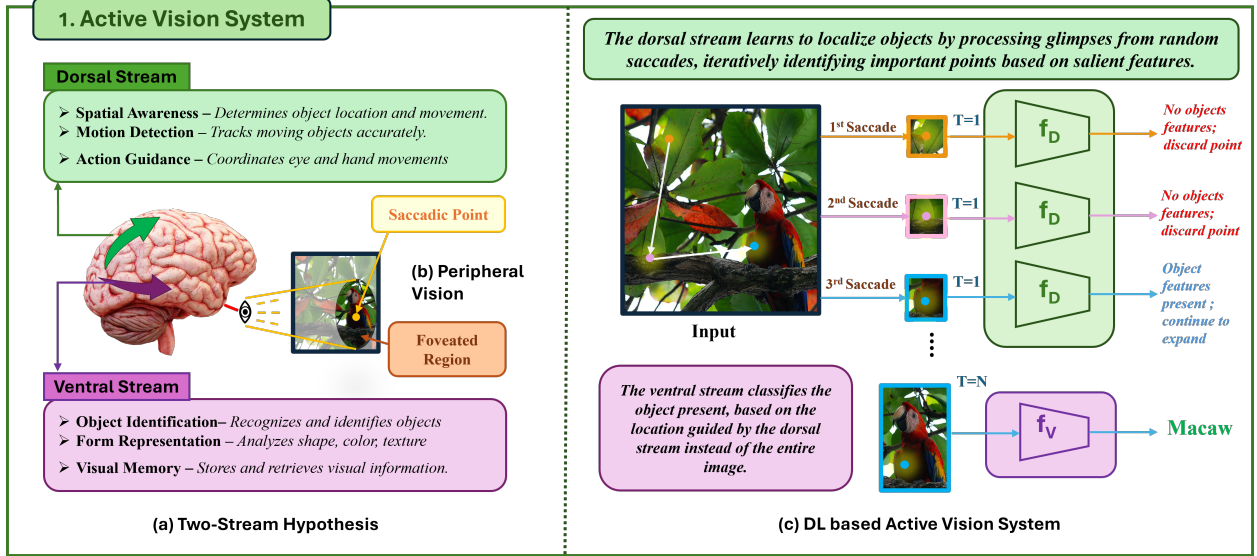 1. Active Vision System
Dorsal Stream
➢ Spatial Awareness – Determines object location and movement.
➢ Motion Detection – Tracks moving objects accurately.
➢ Action Guidance – Coordinates eye and hand movements
Saccadic Point
(b) Peripheral
Vision
Foveated
Region
Ventral Stream
➢ Object Identification– Recognizes and identifies objects
➢ Form Representation – Analyzes shape, color, texture
➢ Visual Memory – Stores and retrieves visual information.
(a) Two-Stream Hypothesis
The dorsal stream learns to localize objects by processing glimpses from random
saccades, iteratively identifying important points based on salient features.
Input
1st Saccade
T=1
fD
No objects
features;
discard point
2nd Saccade
T=1
fD
No objects
features;
discard point
3rd Saccade
T=1
fD
Object
features
present ;
continue to
expand
The ventral stream classifies the
object present, based on the
location guided by the dorsal
stream instead of the entire
image.
T=N
fV
Macaw
(c) DL based Active Vision System